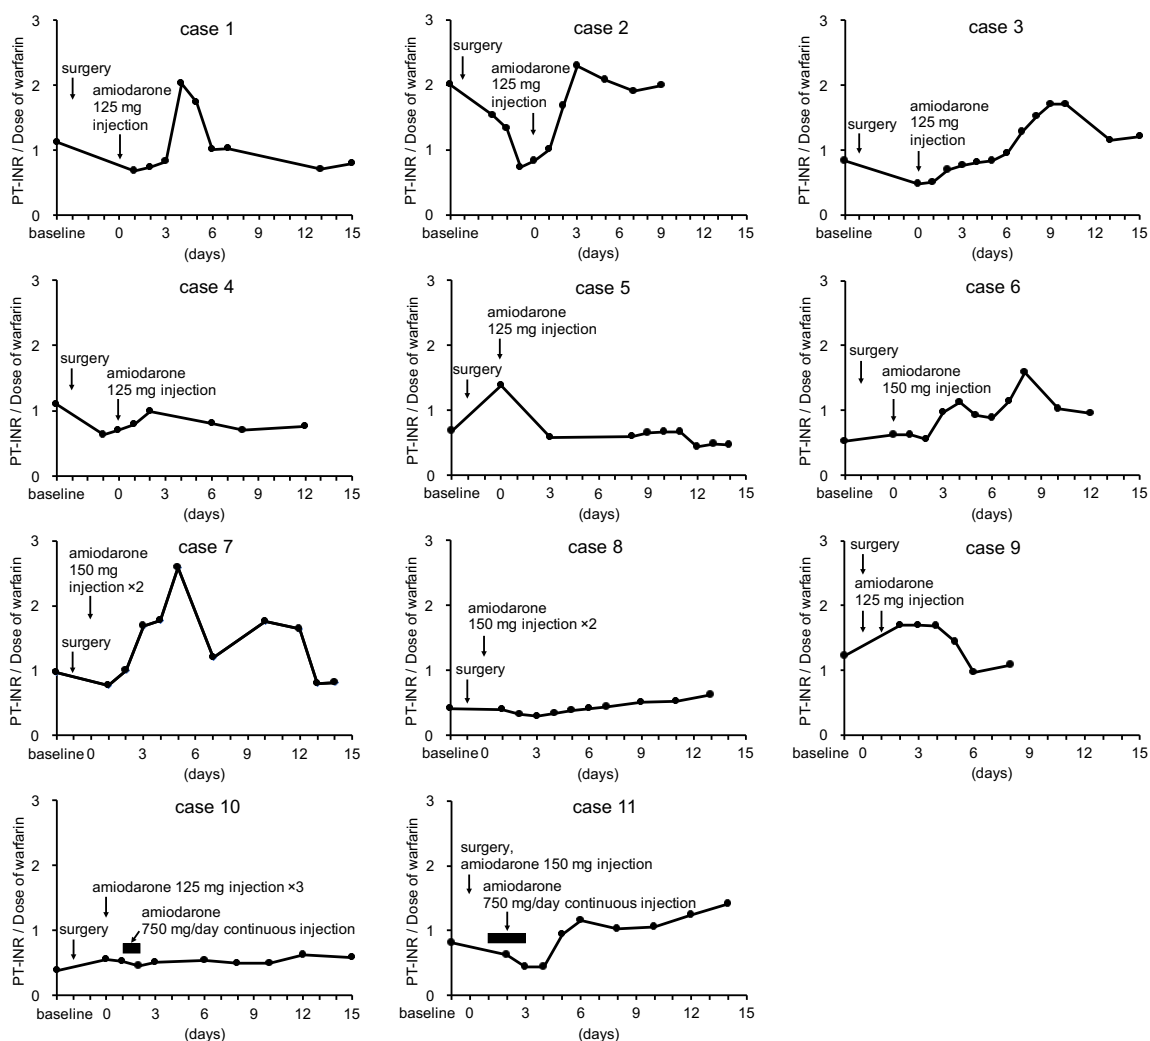 case 1
PT-INR / Dose of warfarin
3
2
1
0
surgery
amiodarone
125 mg
injection
baseline 0 3 6 9 12 15
(days)
case 2
PT-INR / Dose of warfarin
3
2
1
0
surgery
amiodarone
125 mg
injection
baseline 0 3 6 9 12 15
(days)
case 3
PT-INR / Dose of warfarin
3
2
1
0
surgery
amiodarone
125 mg
injection
baseline 0 3 6 9 12 15
(days)
case 4
PT-INR / Dose of warfarin
3
2
1
0
surgery
amiodarone
125 mg injection
baseline 0 3 6 9 12 15
(days)
case 5
PT-INR / Dose of warfarin
3
2
1
0
amiodarone
125 mg injection
surgery
baseline 0 3 6 9 12 15
(days)
case 6
PT-INR / Dose of warfarin
3
2
1
0
surgery
amiodarone
150 mg injection
baseline 0 3 6 9 12 15
(days)
case 7
PT-INR / Dose of warfarin
3
2
1
0
amiodarone
150 mg
injection ×2
surgery
baseline 0 3 6 9 12 15
(days)
case 8
PT-INR / Dose of warfarin
3
2
1
0
amiodarone
150 mg injection ×2
surgery
baseline 0 3 6 9 12 15
(days)
case 9
PT-INR / Dose of warfarin
3
2
1
0
surgery
amiodarone
125 mg injection
baseline 0 3 6 9 12 15
(days)
case 10
PT-INR / Dose of warfarin
3
2
1
0
amiodarone 125 mg injection ×3
amiodarone
750 mg/day continuous injection
surgery
baseline 0 3 6 9 12 15
(days)
case 11
PT-INR / Dose of warfarin
3
2
1
0
surgery,
amiodarone 150 mg injection
amiodarone
750 mg/day continuous injection
baseline 0 3 6 9 12 15
(days)